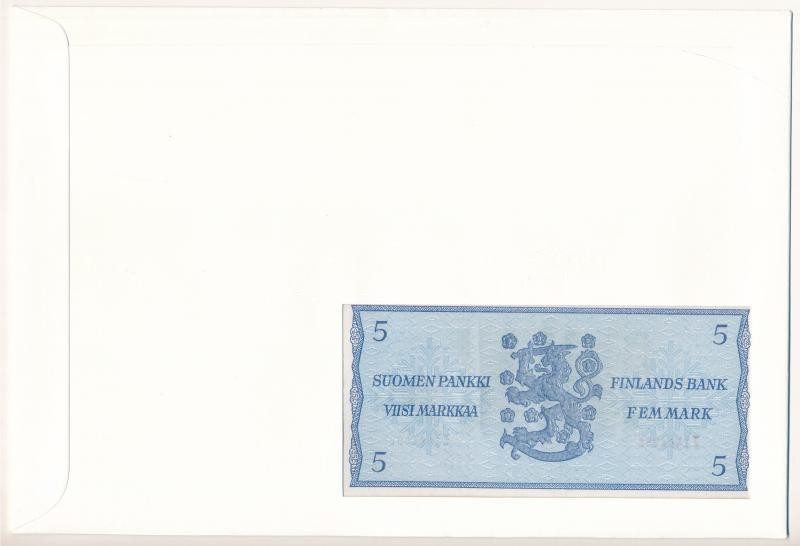 5
5
SUOMEN PANKKI
FINLANDS BANK
VIISI MARKKAA
FEM MARK
5
5